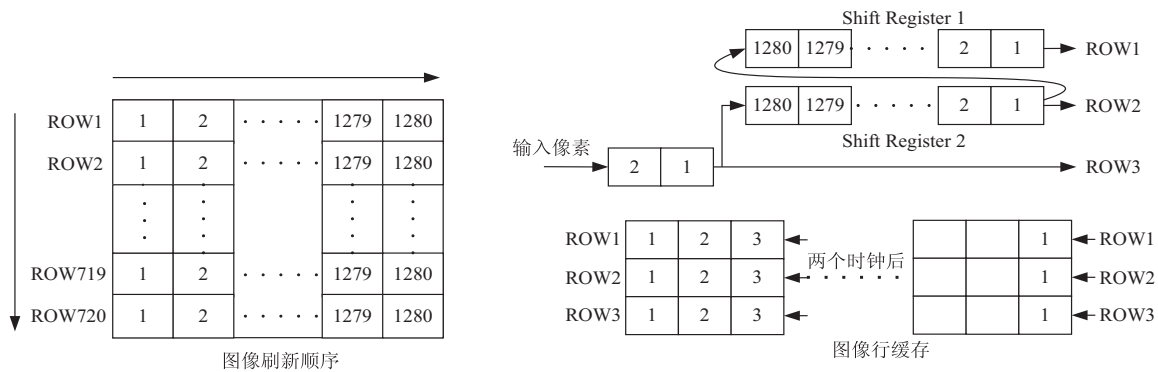 ROW1 1 2 · · · · · 1279 1280
ROW2 1 2 · · · · · 1279 1280
ROW719 1 2 · · · · · 1279 1280
ROW720 1 2 · · · · · 1279 1280
图像刷新顺序
Shift Register 1
1280 1279 · · · · · 2 1 ROW1
1280 1279 · · · · · 2 1 ROW2
Shift Register 2
输入像素
2 1 ROW3
ROW1 1 2 3
ROW2 1 2 3
ROW3 1 2 3
两个时钟后
1 ROW1
1 ROW2
1 ROW3
图像行缓存